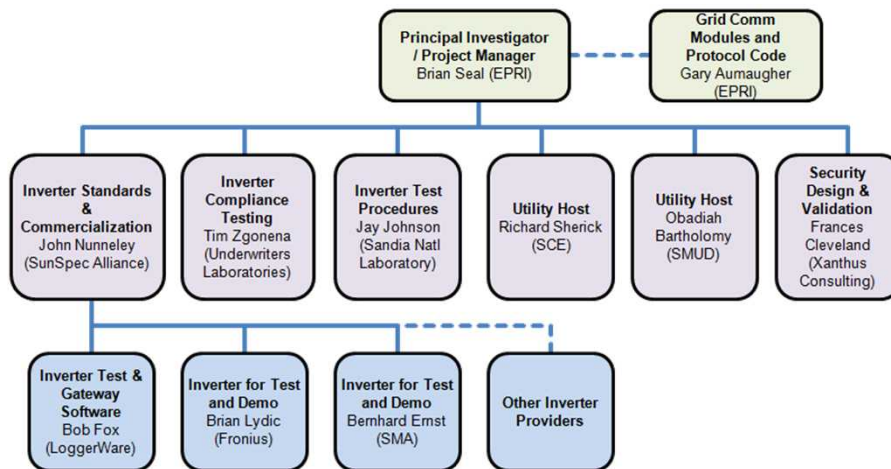 Principal Investigator
/ Project Manager
Brian Seal (EPRI)
Grid Comm
Modules and
Protocol Code
Gary Aumaugher
(EPRI)
Inverter Standards
&
Commercialization
John Nunneley
(SunSpec Alliance)
Inverter
Compliance
Testing
Tim Zgonena
(Underwriters
Laboratories)
Inverter Test
Procedures
Jay Johnson
(Sandia Natl
Laboratory)
Utility Host
Richard Sherick
(SCE)
Utility Host
Obadiah
Bartholomy
(SMUD)
Security
Design &
Validation
Frances
Cleveland
(Xanthus
Consulting)
Inverter Test &
Gateway
Software
Bob Fox
(LoggerWare)
Inverter for Test
and Demo
Brian Lydic
(Fronius)
Inverter for Test
and Demo
Bernhard Ernst
(SMA)
Other Inverter
Providers